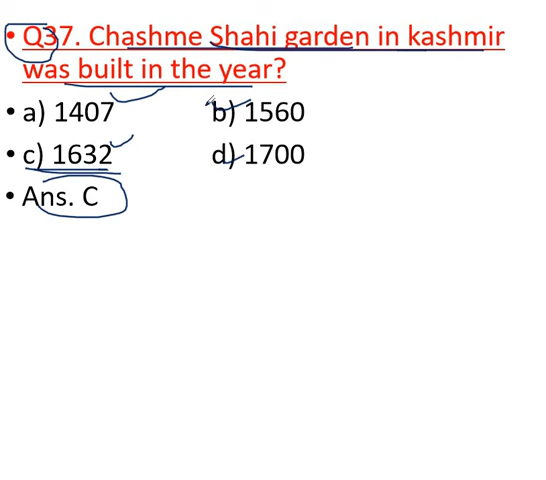 • Q37. Chashme Shahi garden in kashmir
was built in the year?
• a) 1407 b) 1560
• c) 1632 d) 1700
• Ans. C